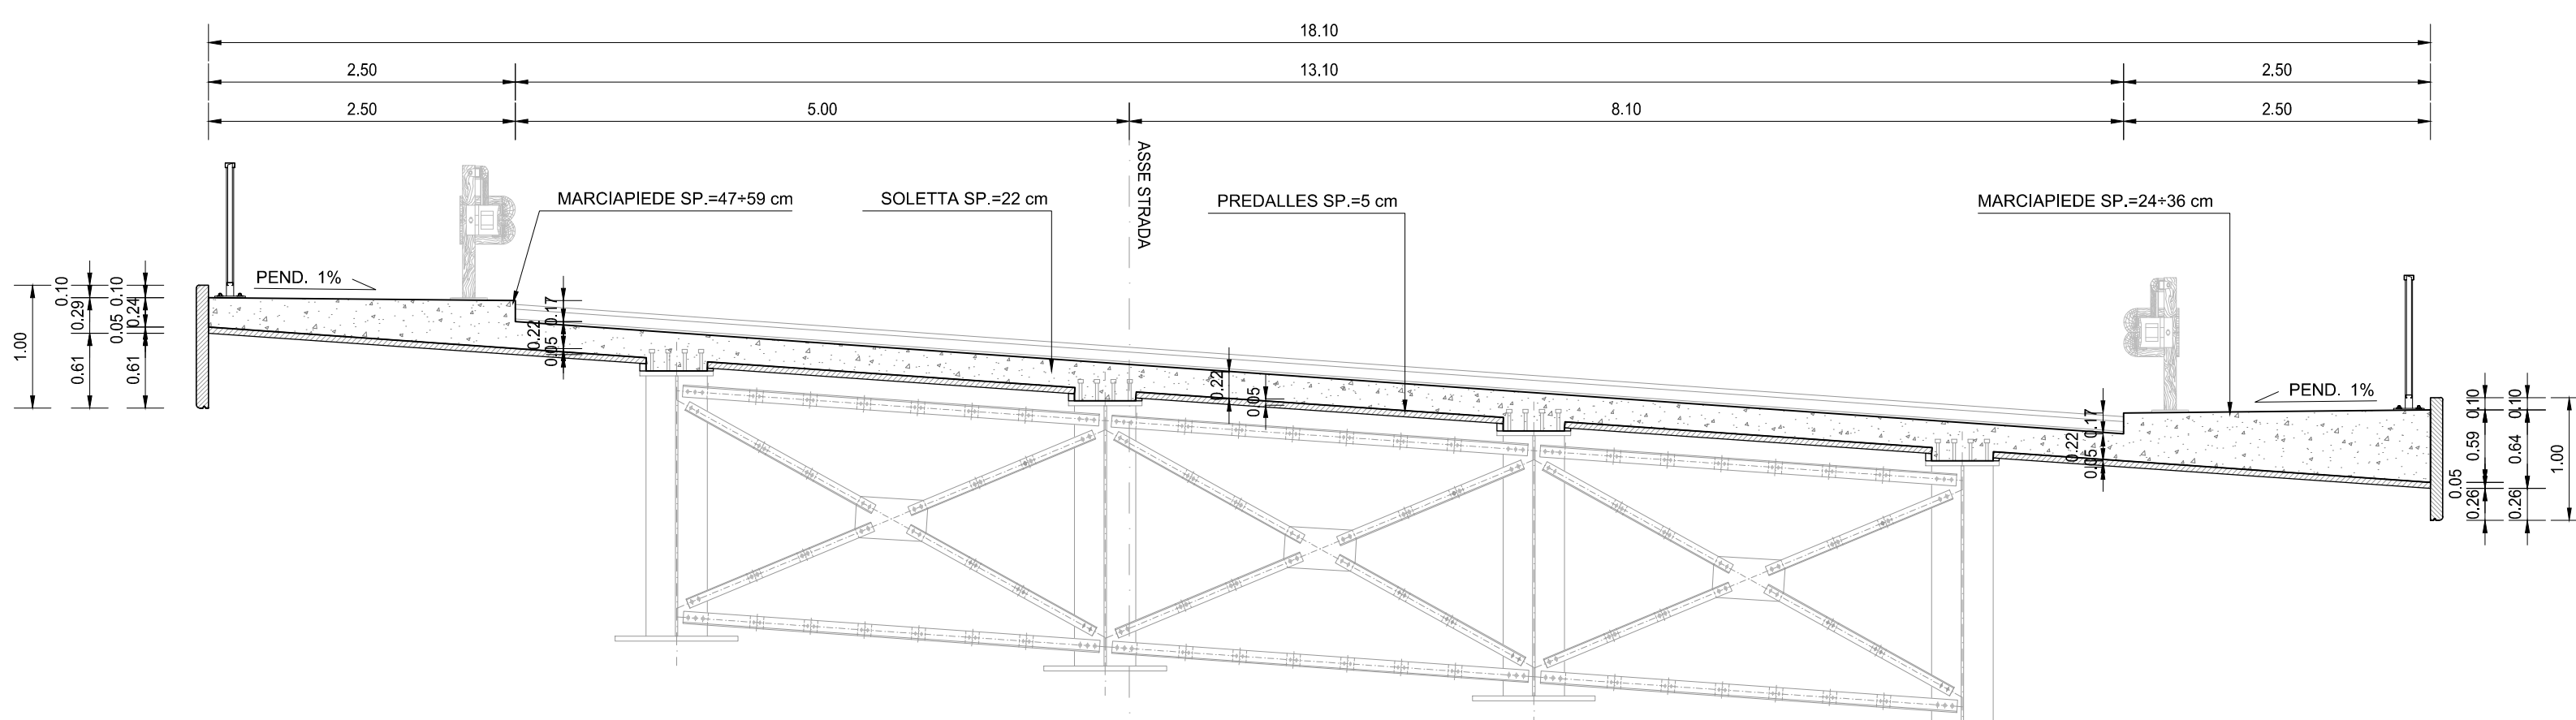 18.10
2.50 13.10 2.50
2.50 5.00 8.10 2.50
ASSE STRADA
MARCIAPIEDE SP.=47÷59 cm
SOLETTA SP.=22 cm
PREDALLES SP.=5 cm
MARCIAPIEDE SP.=24÷36 cm
PEND. 1%
1.00
0.10
0.29
0.61
0.10
0.24
0.05
0.61
0.17
0.22
0.05
0.22
0.05
0.17
0.22
0.05
PEND. 1%
0.10
0.59
0.05
0.26
0.10
0.64
0.26
1.00